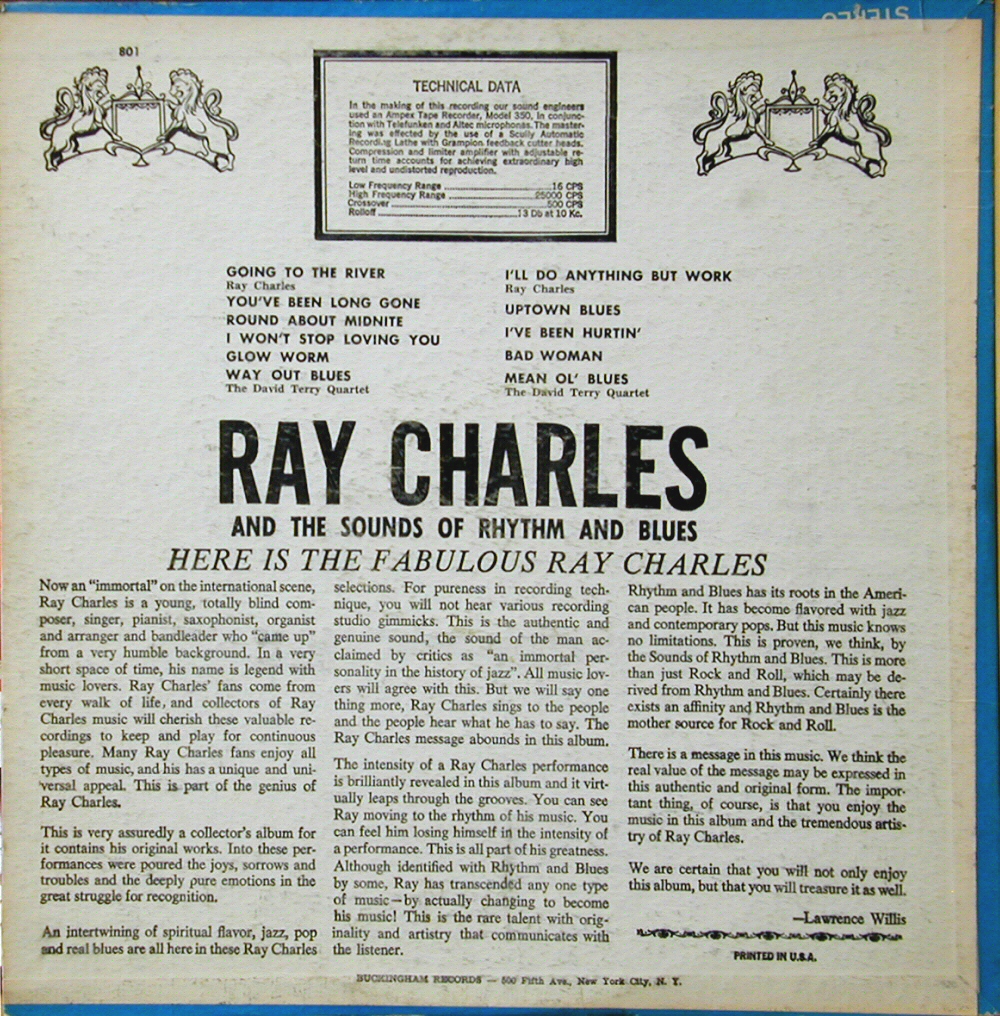 STEREO
801
TECHNICAL DATA
In the making of this recording our sound engineers
used an Ampex Tape Recorder, Model 350, in conjunc-
tion with Telefunken and Altec microphones. The master-
ing was effected by the use of a Scully Automatic
Recording Lathe with Grampion feedback cutter heads.
Compression and limiter amplifier with adjustable re-
turn time accounts for achieving extraordinary high
level and undistorted reproduction.
Low Frequency Range 16 CPS
High Frequency Range 25000 CPS
Crossover 500 CPS
Rolloff 13 Db at 10 Kc.
GOING TO THE RIVER
Ray Charles
YOU'VE BEEN LONG GONE
ROUND ABOUT MIDNITE
I WON'T STOP LOVING YOU
GLOW WORM
WAY OUT BLUES
The David Terry Quartet
I'LL DO ANYTHING BUT WORK
Ray Charles
UPTOWN BLUES
I'VE BEEN HURTIN'
BAD WOMAN
MEAN OL' BLUES
The David Terry Quartet
RAY CHARLES
AND THE SOUNDS OF RHYTHM AND BLUES
HERE IS THE FABULOUS RAY CHARLES
Now an "immortal" on the international scene,
Ray Charles is a young, totally blind com-
poser, singer, pianist, saxophonist, organist
and arranger and bandleader who "came up"
from a very humble background. In a very
short space of time, his name is legend with
music lovers. Ray Charles' fans come from
every walk of life, and collectors of Ray
Charles music will cherish these valuable re-
cordings to keep and play for continuous
pleasure. Many Ray Charles fans enjoy all
types of music, and his has a unique and uni-
versal appeal. This is part of the genius of
Ray Charles.
This is very assuredly a collector's album for
it contains his original works. Into these per-
formances were poured the joys, sorrows and
troubles and the deeply pure emotions in the
great struggle for recognition.
An intertwining of spiritual flavor, jazz, pop
and real blues are all here in these Ray Charles
selections. For pureness in recording tech-
nique, you will not hear various recording
studio gimmicks. This is the authentic and
genuine sound, the sound of the man ac-
claimed by critics as "an immortal per-
sonality in the history of jazz". All music lov-
ers will agree with this. But we will say one
thing more, Ray Charles sings to the people
and the people hear what he has to say. The
Ray Charles message abounds in this album.
The intensity of a Ray Charles performance
is brilliantly revealed in this album and it virt-
ually leaps through the grooves. You can see
Ray moving to the rhythm of his music. You
can feel him losing himself in the intensity of
a performance. This is all part of his greatness.
Although identified with Rhythm and Blues
by some, Ray has transcended any one type
of music—by actually changing to become
his music! This is the rare talent with orig-
inality and artistry that communicates with
the listener.
Rhythm and Blues has its roots in the Ameri-
can people. It has become flavored with jazz
and contemporary pops. But this music knows
no limitations. This is proven, we think, by
the Sounds of Rhythm and Blues. This is more
than just Rock and Roll, which may be de-
rived from Rhythm and Blues. Certainly there
exists an affinity and Rhythm and Blues is the
mother source for Rock and Roll.
There is a message in this music. We think the
real value of the message may be expressed in
this authentic and original form. The impor-
tant thing, of course, is that you enjoy the
music in this album and the tremendous artis-
try of Ray Charles.
We are certain that you will not only enjoy
this album, but that you will treasure it as well.
—Lawrence Willis
PRINTED IN U.S.A.
BUCKINGHAM RECORDS — 500 Fifth Ave., New York City, N. Y.